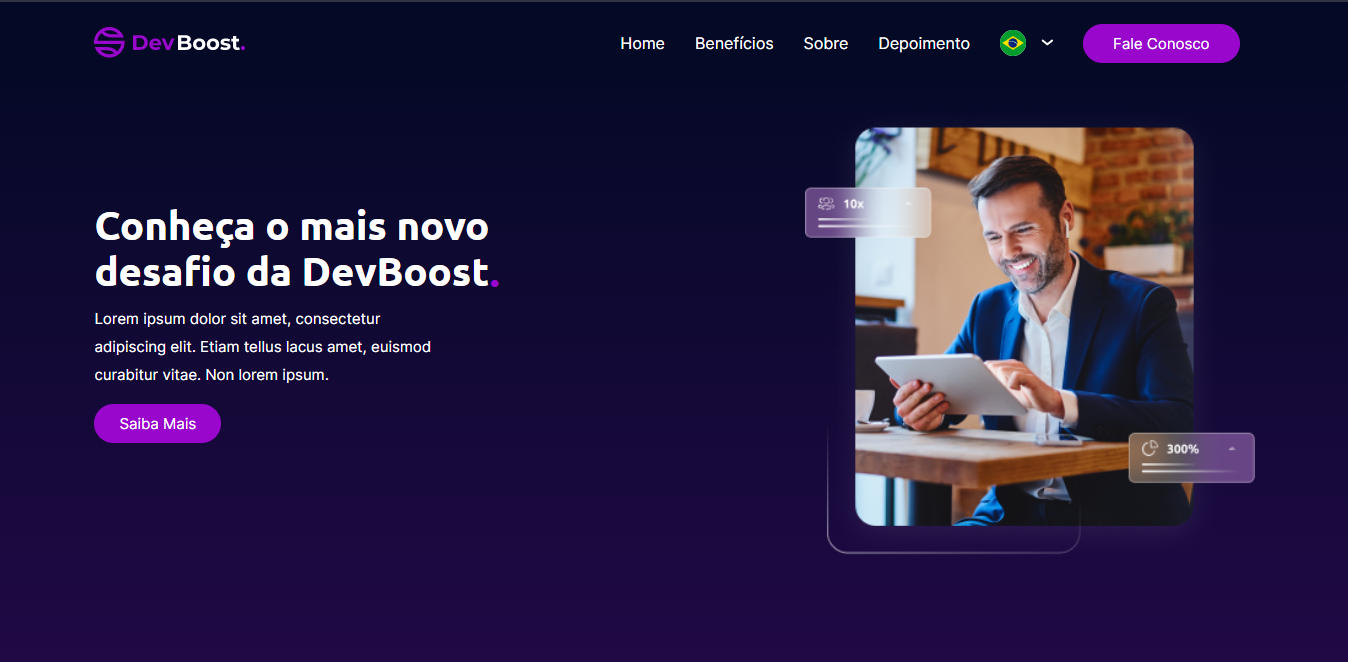 DevBoost.
Home
Benefícios
Sobre
Depoimento
Fale Conosco
Conheça o mais novo
desafio da DevBoost.
Lorem ipsum dolor sit amet, consectetur
adipiscing elit. Etiam tellus lacus amet, euismod
curabitur vitae. Non lorem ipsum.
Saiba Mais
10x
300%